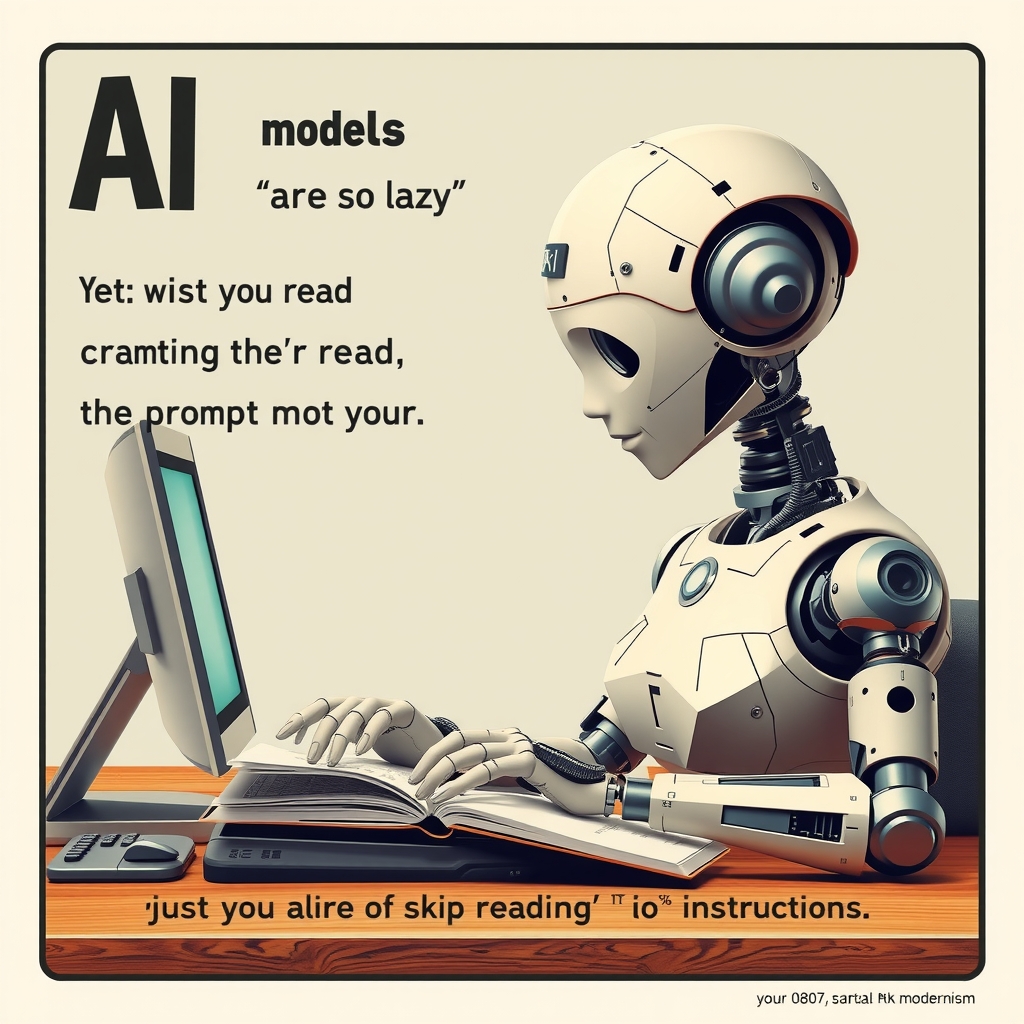 AI
models
“are so lazy”
Yet: wist you read
cramting the'r read,
the prompt mot your.
'just you alire of skip reading' io% instructions.
your 0807, sartal modernism